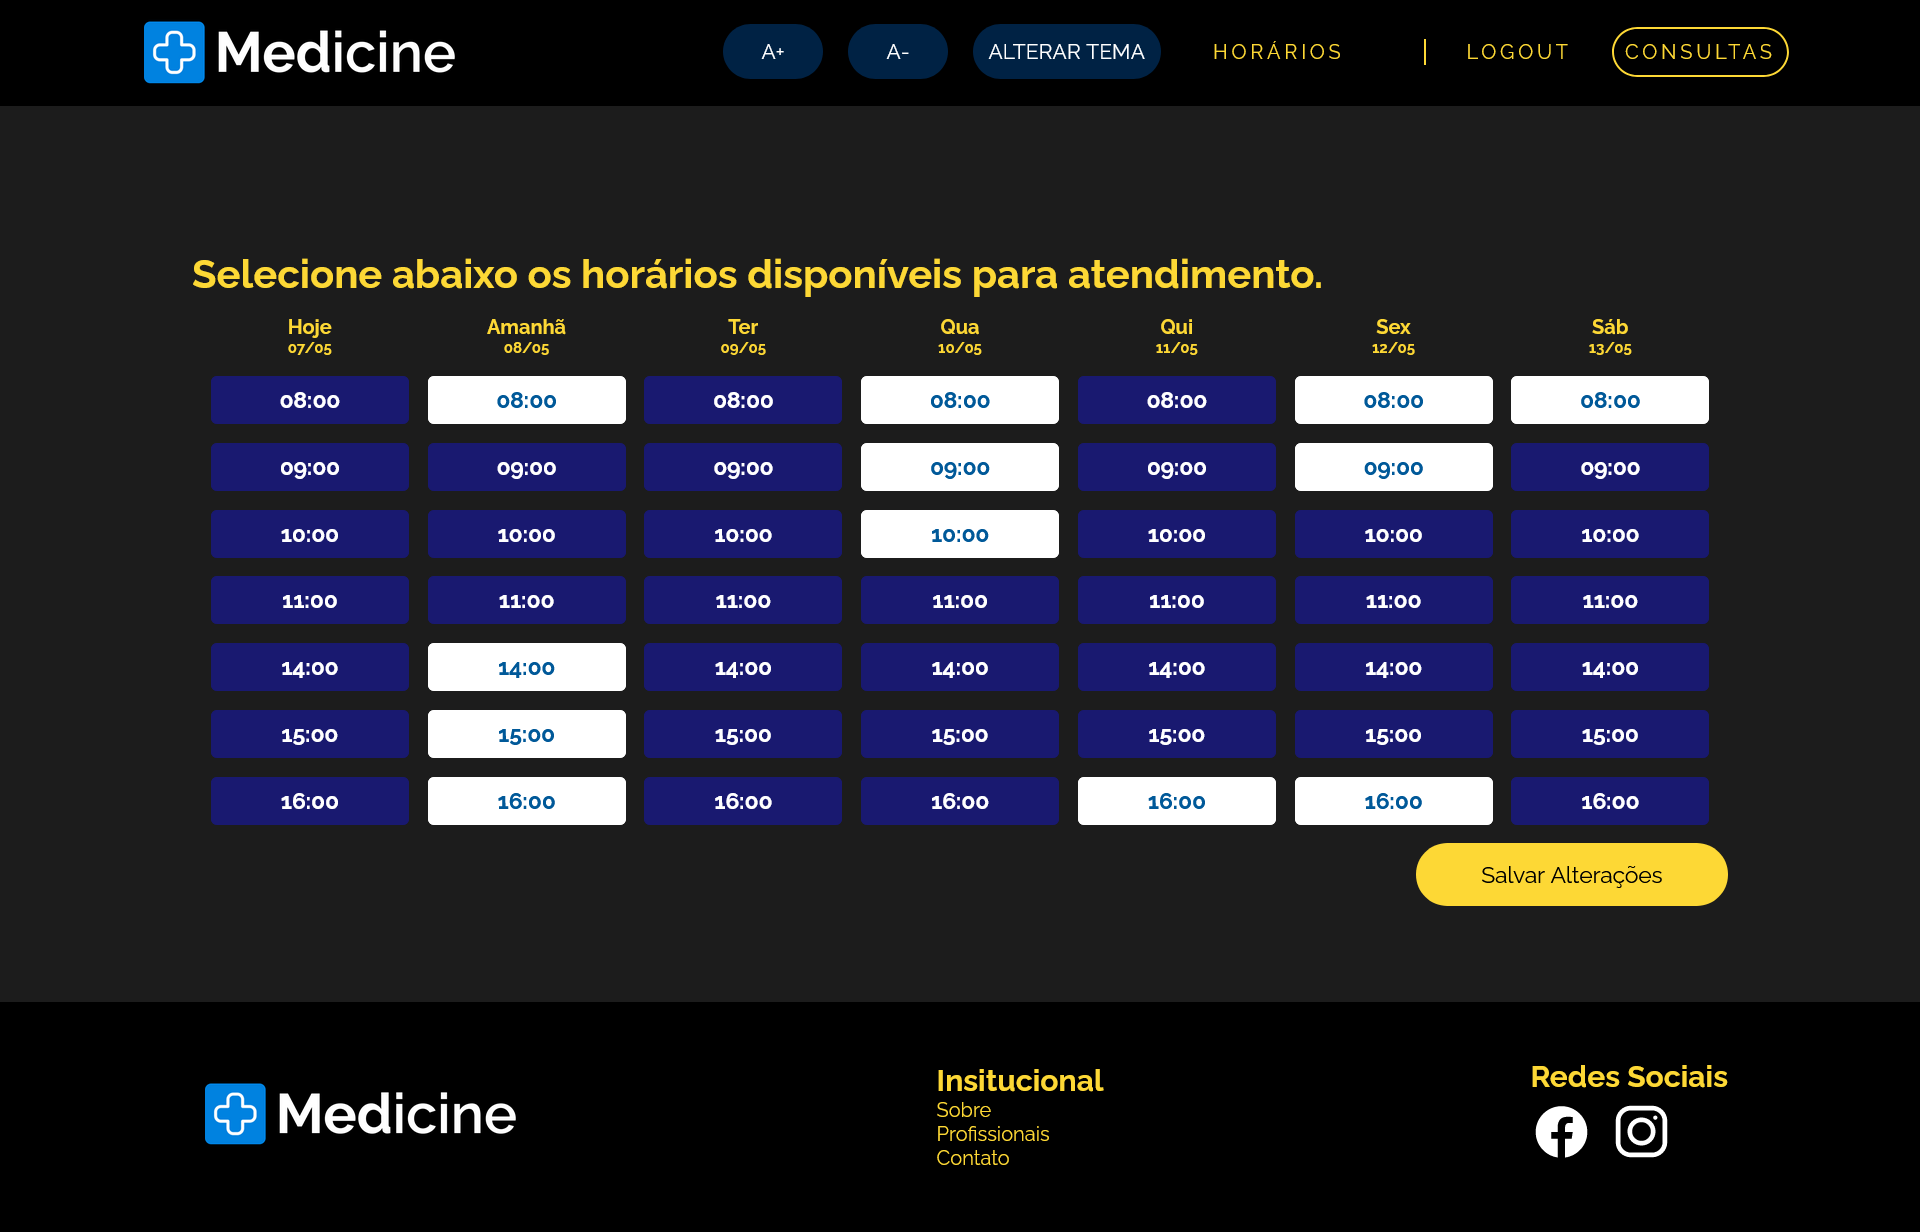 Medicine
A+ A- ALTERAR TEMA HORÁRIOS | LOGOUT CONSULTAS
Selecione abaixo os horários disponíveis para atendimento.
Hoje Amanhã Ter Qua Qui Sex Sáb
07/05 08/05 09/05 10/05 11/05 12/05 13/05
08:00 08:00 08:00 08:00 08:00 08:00 08:00
09:00 09:00 09:00 09:00 09:00 09:00 09:00
10:00 10:00 10:00 10:00 10:00 10:00 10:00
11:00 11:00 11:00 11:00 11:00 11:00 11:00
14:00 14:00 14:00 14:00 14:00 14:00 14:00
15:00 15:00 15:00 15:00 15:00 15:00 15:00
16:00 16:00 16:00 16:00 16:00 16:00 16:00
Salvar Alterações
Medicine
Insitucional
Sobre
Profissionais
Contato
Redes Sociais